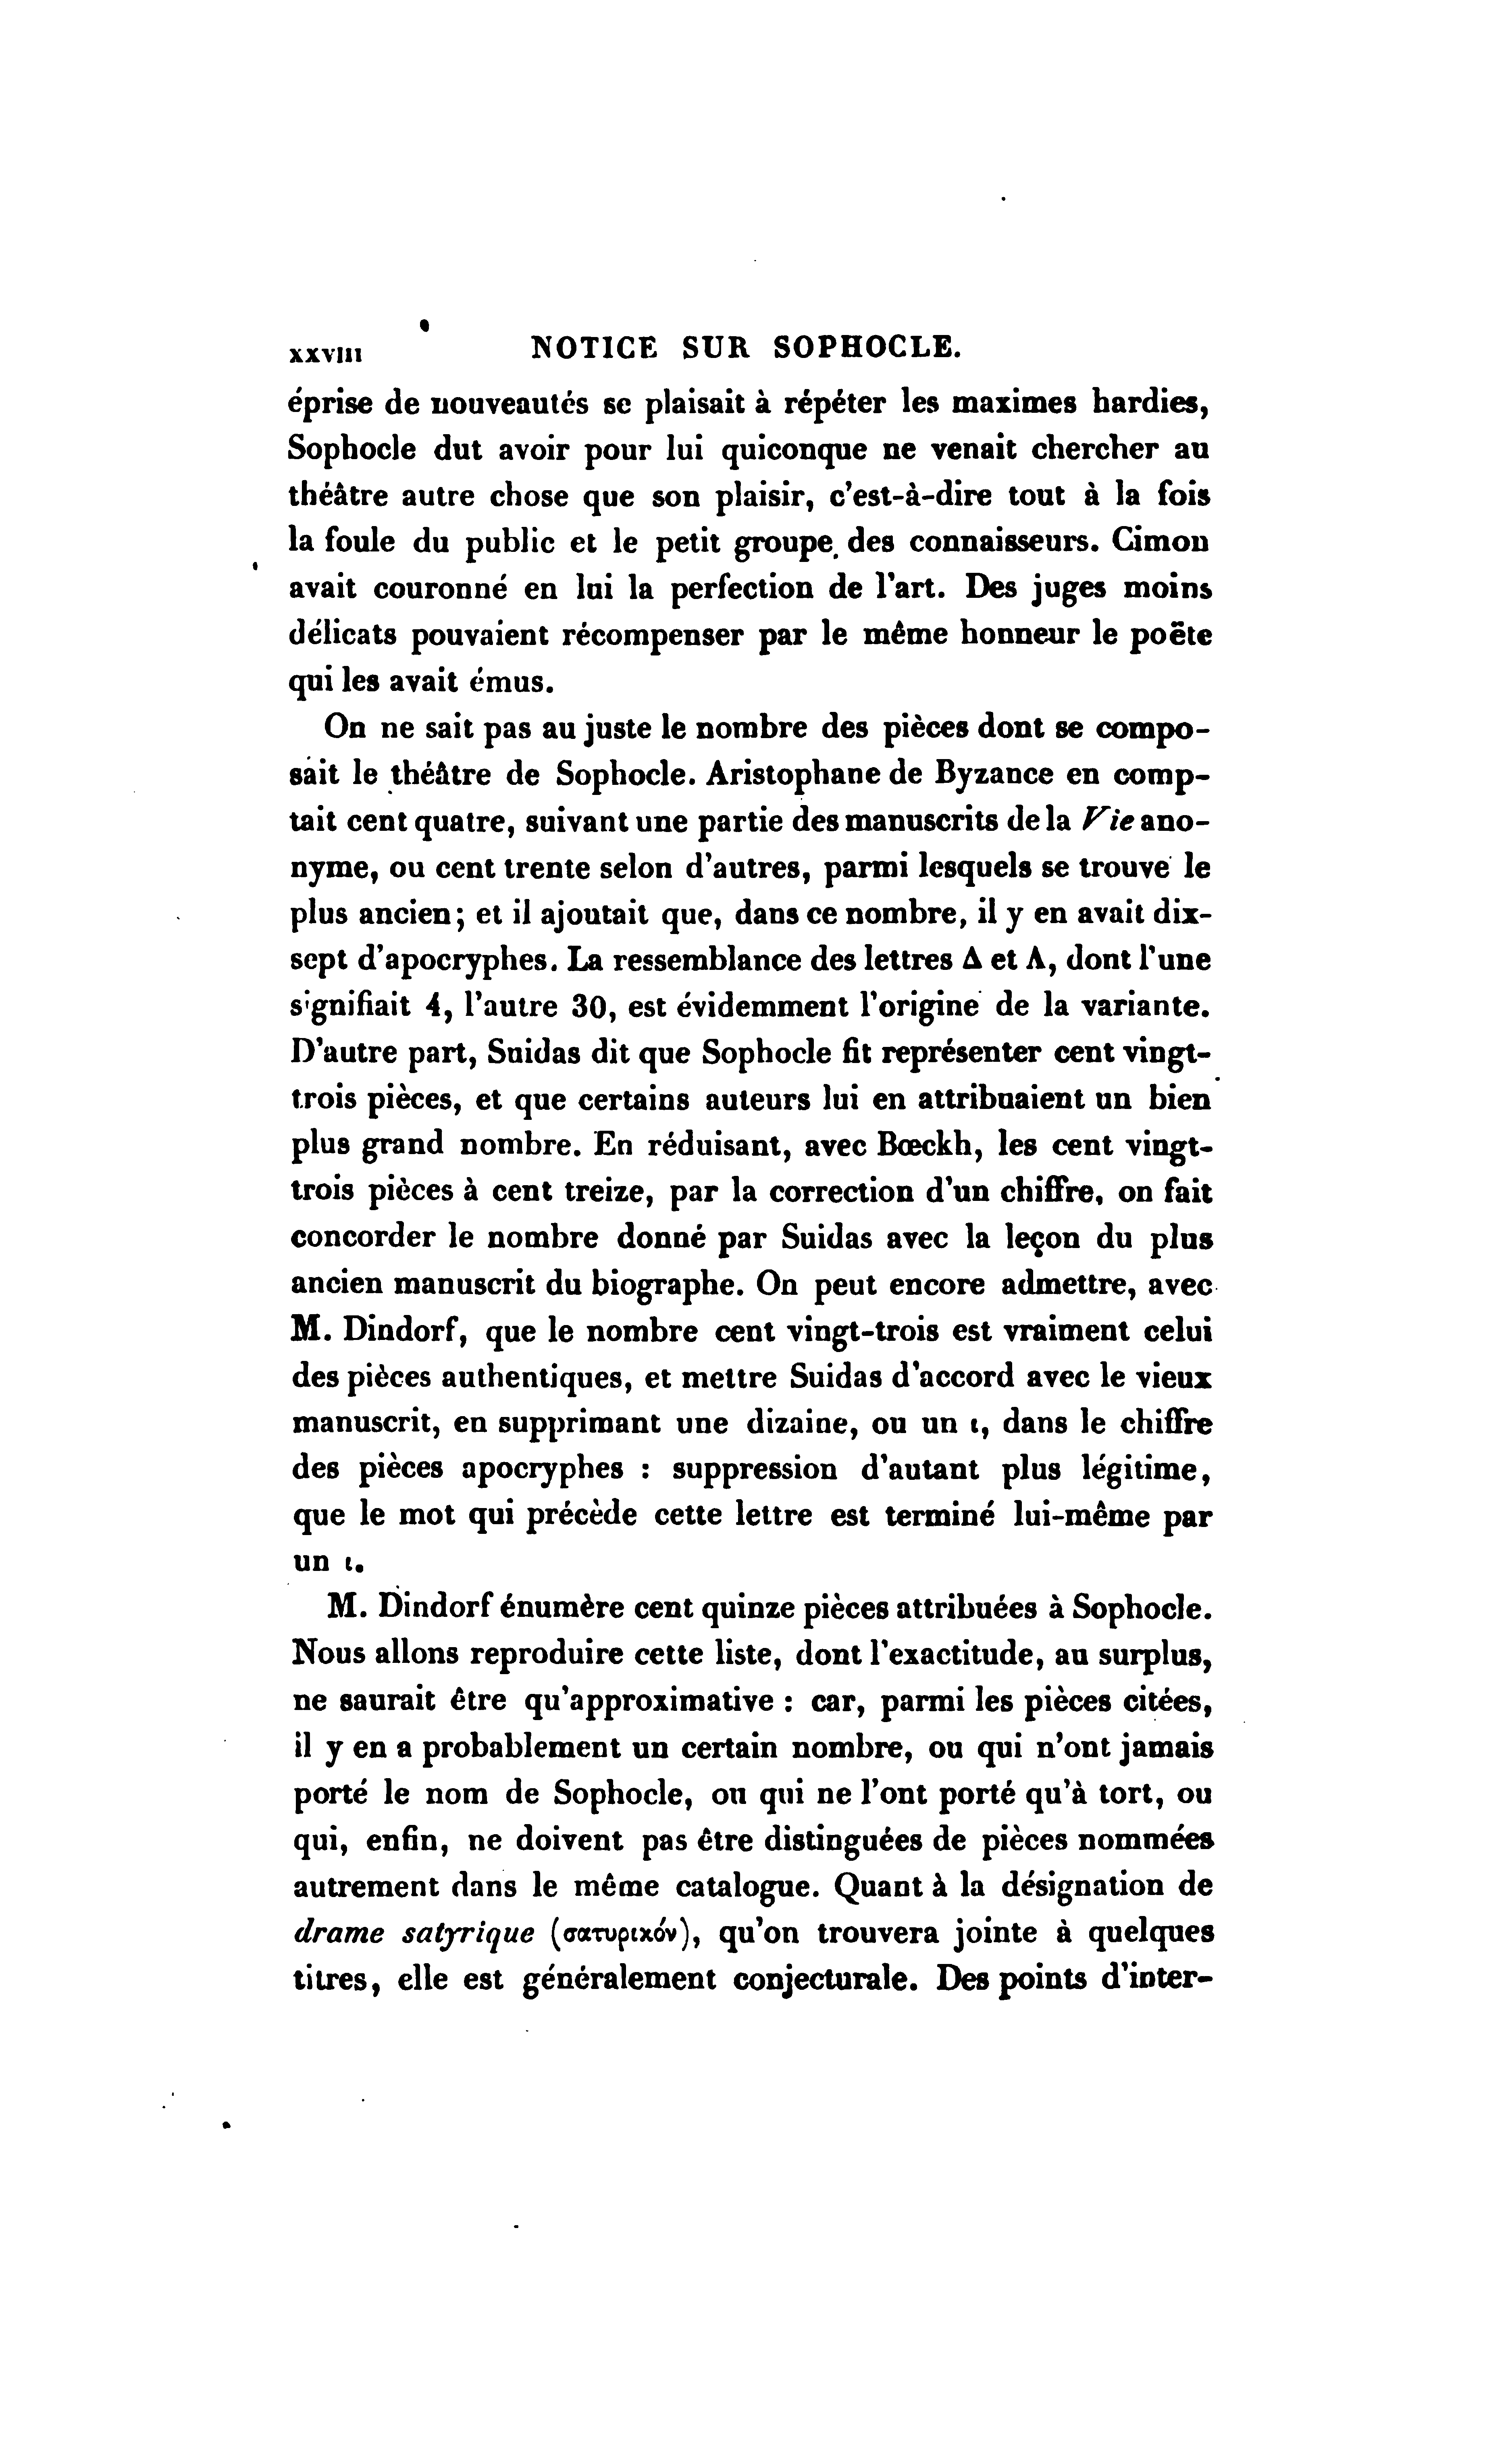 xxviii NOTICE SUR SOPHOCLE.
éprise de nouveautés se plaisait à répéter les maximes hardies,
Sophocle dut avoir pour lui quiconque ne venait chercher au
théâtre autre chose que son plaisir, c'est-à-dire tout à la fois
la foule du public et le petit groupe des connaisseurs. Cimon
avait couronné en lui la perfection de l'art. Des juges moins
délicats pouvaient récompenser par le même honneur le poëte
qui les avait émus.
On ne sait pas au juste le nombre des pièces dont se compo-
sait le théâtre de Sophocle. Aristophane de Byzance en comp-
tait cent quatre, suivant une partie des manuscrits de la Vie ano-
nyme, ou cent trente selon d'autres, parmi lesquels se trouve le
plus ancien; et il ajoutait que, dans ce nombre, il y en avait dix-
sept d'apocryphes. La ressemblance des lettres Δ et Λ, dont l'une
signifiait 4, l'autre 30, est évidemment l'origine de la variante.
D'autre part, Suidas dit que Sophocle fit représenter cent vingt-
trois pièces, et que certains auteurs lui en attribuaient un bien
plus grand nombre. En réduisant, avec Bœckh, les cent vingt-
trois pièces à cent treize, par la correction d'un chiffre, on fait
concorder le nombre donné par Suidas avec la leçon du plus
ancien manuscrit du biographe. On peut encore admettre, avec
M. Dindorf, que le nombre cent vingt-trois est vraiment celui
des pièces authentiques, et mettre Suidas d'accord avec le vieux
manuscrit, en supprimant une dizaine, ou un ι, dans le chiffre
des pièces apocryphes : suppression d'autant plus légitime,
que le mot qui précède cette lettre est terminé lui-même par
un ι.
M. Dindorf énumère cent quinze pièces attribuées à Sophocle.
Nous allons reproduire cette liste, dont l'exactitude, au surplus,
ne saurait être qu'approximative : car, parmi les pièces citées,
il y en a probablement un certain nombre, ou qui n'ont jamais
porté le nom de Sophocle, ou qui ne l'ont porté qu'à tort, ou
qui, enfin, ne doivent pas être distinguées de pièces nommées
autrement dans le même catalogue. Quant à la désignation de
drame satyrique (σατυρικόν), qu'on trouvera jointe à quelques
titres, elle est généralement conjecturale. Des points d'inter-